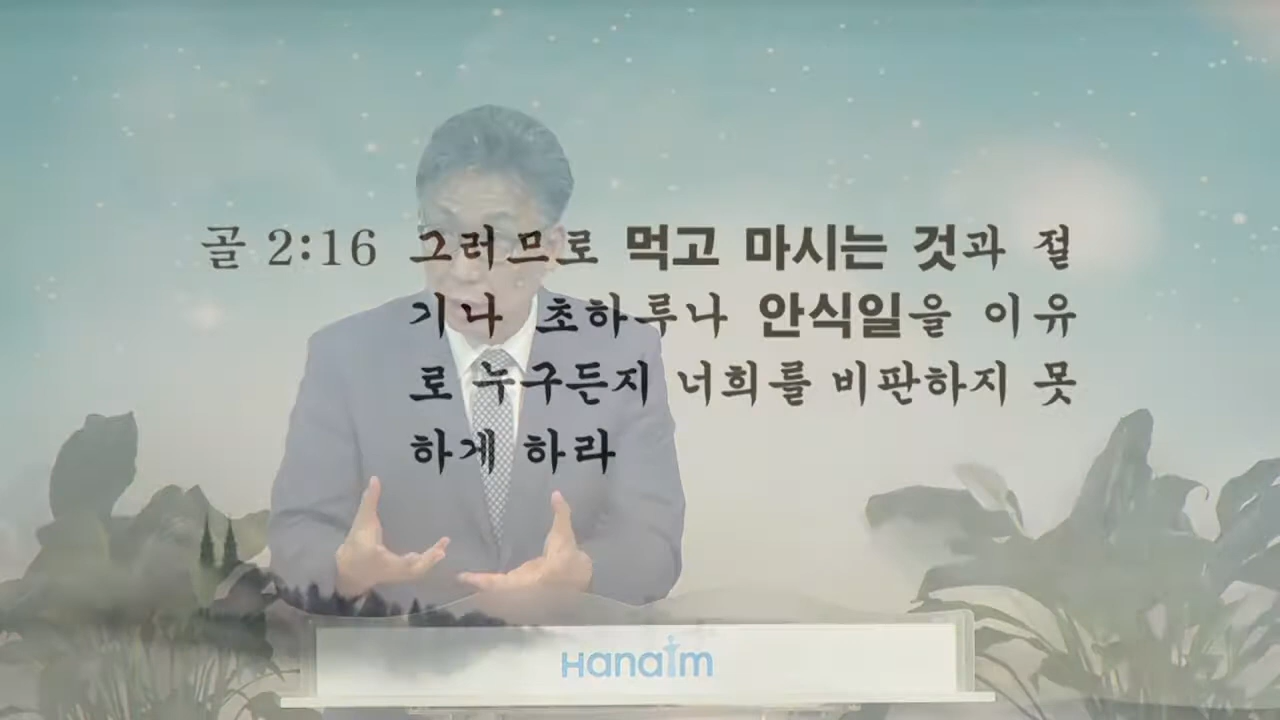 골 2:16 그러므로 먹고 마시는 것과 절
기나 초하루나 안식일을 이유
로 누구든지 너희를 비판하지 못
하게 하라
Hanaim